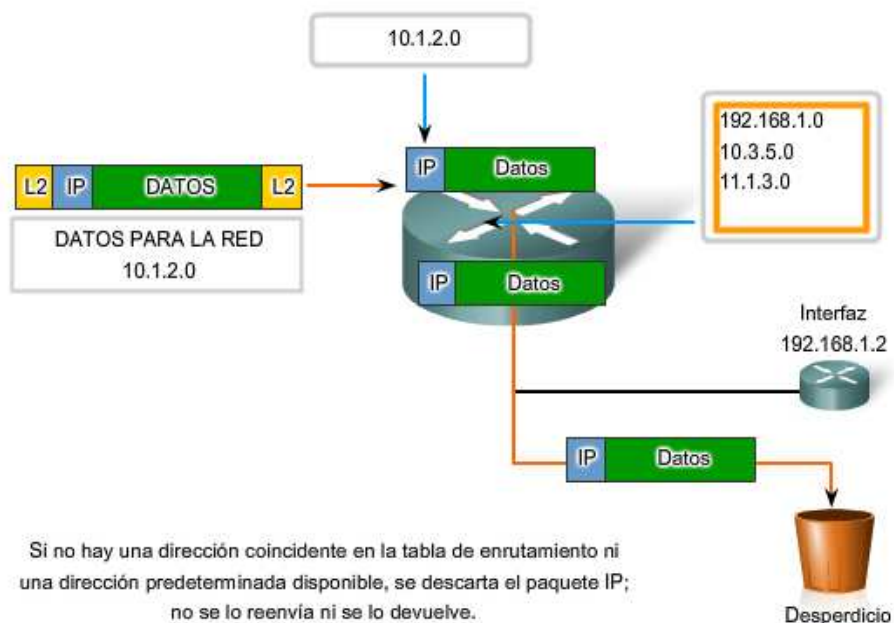 10.1.2.0
192.168.1.0
10.3.5.0
11.1.3.0
IP Datos
L2 IP DATOS L2
DATOS PARA LA RED
10.1.2.0
IP Datos
Interfaz
192.168.1.2
IP Datos
Si no hay una dirección coincidente en la tabla de enrutamiento ni
una dirección predeterminada disponible, se descarta el paquete IP;
no se lo reenvía ni se lo devuelve.
Desperdicio